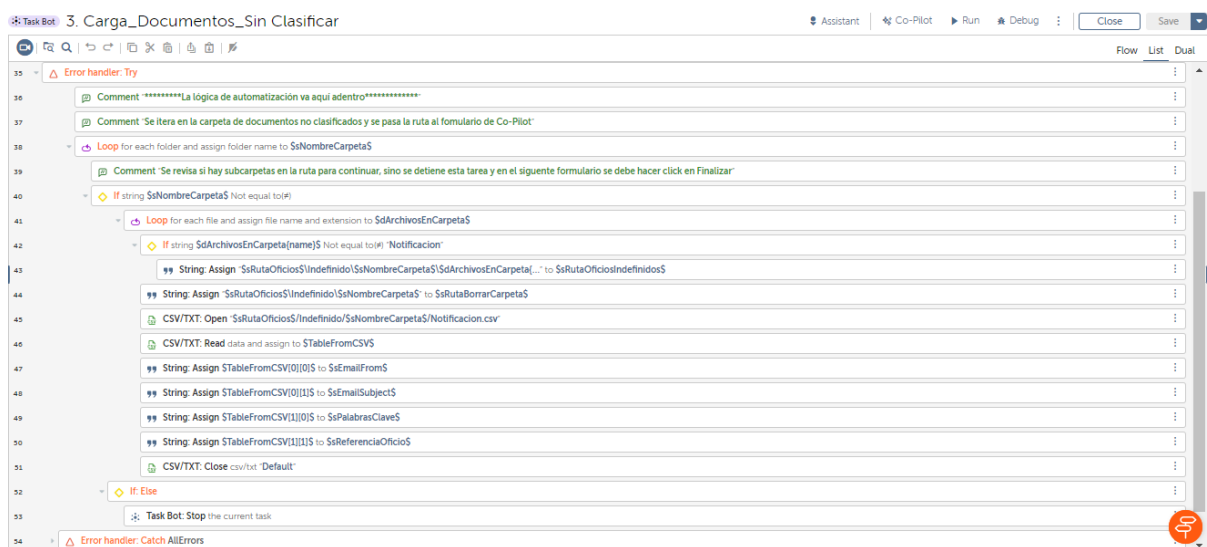 Task Bot 3. Carga_Documentos_Sin Clasificar Assistant Co-Pilot Run Debug Close Save
Flow List Dual
35 Error handler: Try
36 Comment "*********La lógica de automatización va aquí adentro*************"
37 Comment "Se itera en la carpeta de documentos no clasificados y se pasa la ruta al fomulario de Co-Pilot"
38 Loop for each folder and assign folder name to $sNombreCarpeta$
39 Comment "Se revisa si hay subcarpetas en la ruta para continuar, sino se detiene esta tarea y en el siguente formulario se debe hacer click en Finalizar"
40 If string $sNombreCarpeta$ Not equal to(≠)
41 Loop for each file and assign file name and extension to $dArchivosEnCarpeta$
42 If string $dArchivosEnCarpeta{name}$ Not equal to(≠) "Notificacion"
43 String: Assign "$sRutaOficios$\Indefinido\$sNombreCarpeta$\$dArchivosEnCarpeta{..." to $sRutaOficiosIndefinidos$
44 String: Assign "$sRutaOficios$\Indefinido\$sNombreCarpeta$" to $sRutaBorrarCarpeta$
45 CSV/TXT: Open "$sRutaOficios$/Indefinido/$sNombreCarpeta$/Notificacion.csv"
46 CSV/TXT: Read data and assign to $TableFromCSV$
47 String: Assign $TableFromCSV[0][0]$ to $sEmailFrom$
48 String: Assign $TableFromCSV[0][1]$ to $sEmailSubject$
49 String: Assign $TableFromCSV[1][0]$ to $sPalabrasClave$
50 String: Assign $TableFromCSV[1][1]$ to $sReferenciaOficio$
51 CSV/TXT: Close csv/txt "Default"
52 If: Else
53 Task Bot: Stop the current task
54 Error handler: Catch AllErrors